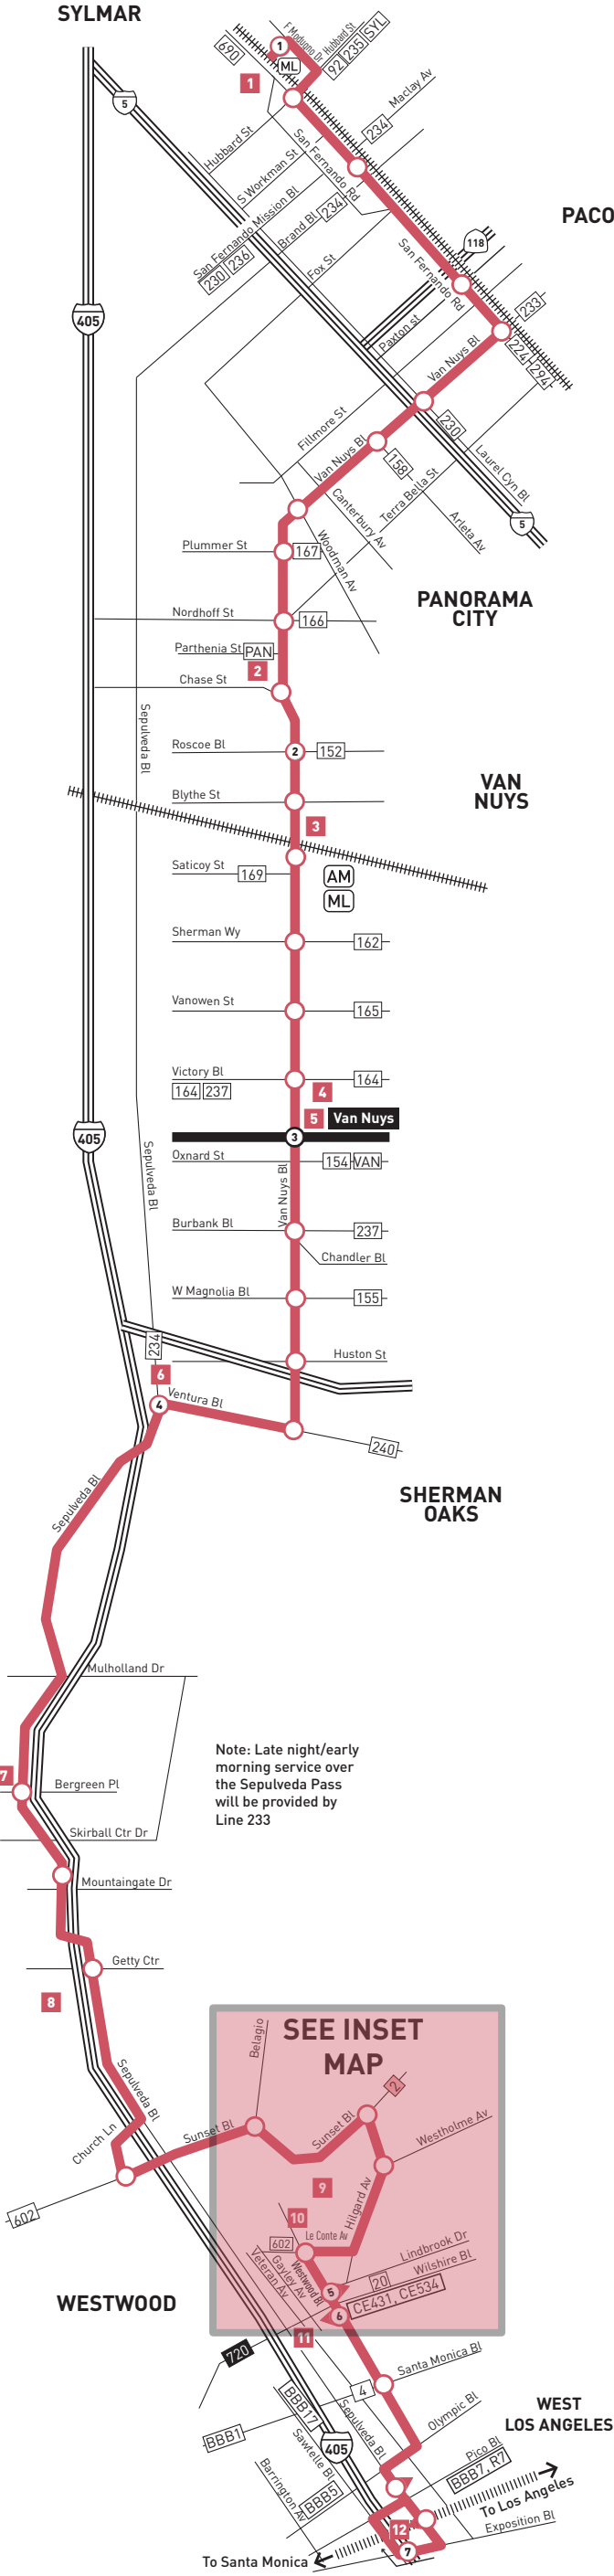 SYLMAR
F Modugno Dr
Hubbard St
92 235 SYL
690
1
ML
1
5
Maclay Av
234
Hubbard St
San Fernando Rd
S Workman St
San Fernando Mission Bl
230 236
Brand Bl
234
PACO
118
San Fernando Rd
Fox St
405
Paxton st
233
224 294
Van Nuys Bl
Fillmore St
230
Laurel Cyn Bl
Van Nuys Bl
158
Terra Bella St
Canterbury Av
Arleta Av
5
Woodman Av
Plummer St
167
PANORAMA
CITY
Nordhoff St
166
Parthenia St
PAN
2
Chase St
Sepulveda Bl
Roscoe Bl
2
152
VAN
NUYS
Blythe St
3
Saticoy St
169
AM
ML
Sherman Wy
162
Vanowen St
165
Victory Bl
164
164 237
4
5
Van Nuys
405
3
Oxnard St
154 VAN
Sepulveda Bl
Van Nuys Bl
Burbank Bl
237
Chandler Bl
W Magnolia Bl
155
234
Huston St
6
Ventura Bl
4
240
SHERMAN
OAKS
Sepulveda Bl
Mulholland Dr
Note: Late night/early
morning service over
the Sepulveda Pass
will be provided by
Line 233
7
Bergreen Pl
Skirball Ctr Dr
Mountaingate Dr
Getty Ctr
8
SEE INSET
MAP
Belagio
2
Sepulveda Bl
Church Ln
Sunset Bl
Sunset Bl
Westholme Av
602
9
Hilgard Av
10
Le Conte Av
602
Lindbrook Dr
Wilshire Bl
Westwood Bl
Gayley Av
Veteran Av
20
5
CE431, CE534
6
WESTWOOD
11
720
Santa Monica Bl
4
BBB17
BBB1
Sepulveda Bl
Olympic Bl
WEST
LOS ANGELES
405
Sawtelle Bl
Pico Bl
BBB7, R7
Barrington Av
BBB5
To Los Angeles
12
Exposition Bl
7
To Santa Monica